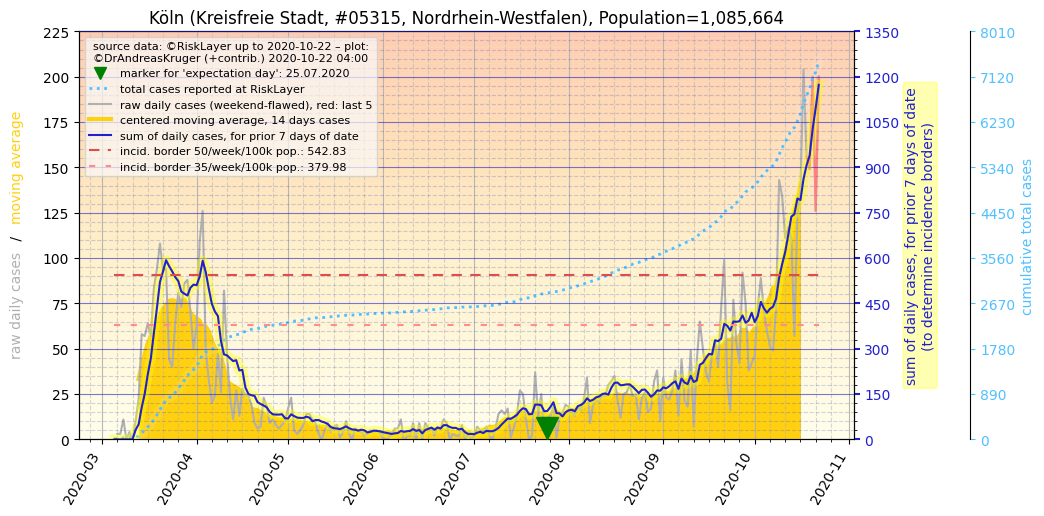 Köln (Kreisfreie Stadt, #05315, Nordrhein-Westfalen), Population=1,085,664
source data: ©RiskLayer up to 2020-10-22 – plot:
©DrAndreasKruger (+contrib.) 2020-10-22 04:00
marker for 'expectation day': 25.07.2020
total cases reported at RiskLayer
raw daily cases (weekend-flawed), red: last 5
centered moving average, 14 days cases
sum of daily cases, for prior 7 days of date
incid. border 50/week/100k pop.: 542.83
incid. border 35/week/100k pop.: 379.98
raw daily cases / moving average
225
200
175
150
125
100
75
50
25
0
2020-03
2020-04
2020-05
2020-06
2020-07
2020-08
2020-09
2020-10
2020-11
1350
1200
1050
900
750
600
450
300
150
0
sum of daily cases, for prior 7 days of date
(to determine incidence borders)
8010
7120
6230
5340
4450
3560
2670
1780
890
0
cumulative total cases